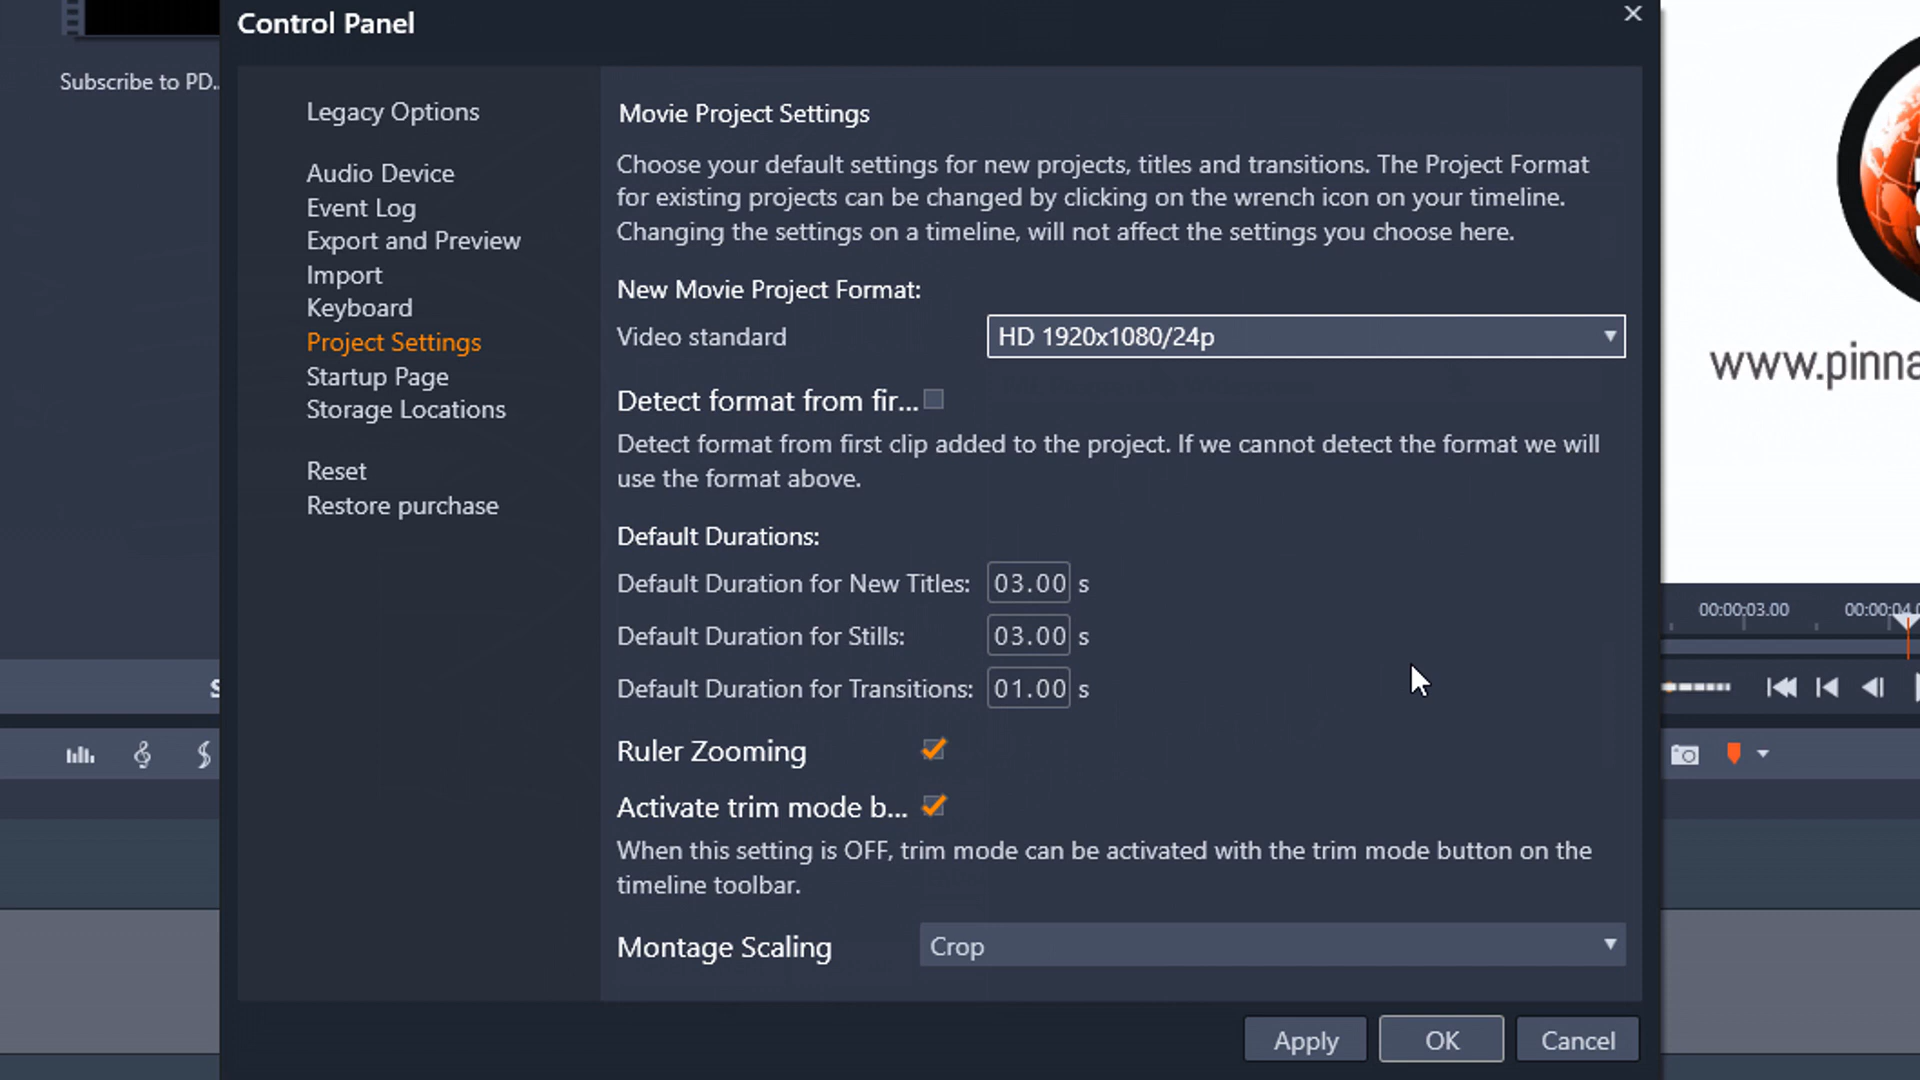 Control Panel
Subscribe to PD..
Legacy Options
Audio Device
Event Log
Export and Preview
Import
Keyboard
Project Settings
Startup Page
Storage Locations
Reset
Restore purchase
Movie Project Settings
Choose your default settings for new projects, titles and transitions. The Project Format
for existing projects can be changed by clicking on the wrench icon on your timeline.
Changing the settings on a timeline, will not affect the settings you choose here.
New Movie Project Format:
Video standard
HD 1920x1080/24p
Detect format from fir...
Detect format from first clip added to the project. If we cannot detect the format we will
use the format above.
Default Durations:
Default Duration for New Titles: 03.00 s
Default Duration for Stills: 03.00 s
Default Duration for Transitions: 01.00 s
Ruler Zooming
Activate trim mode b...
When this setting is OFF, trim mode can be activated with the trim mode button on the
timeline toolbar.
Montage Scaling
Crop
Apply
OK
Cancel
www.pinna
00:00:03.00
00:00:04.0